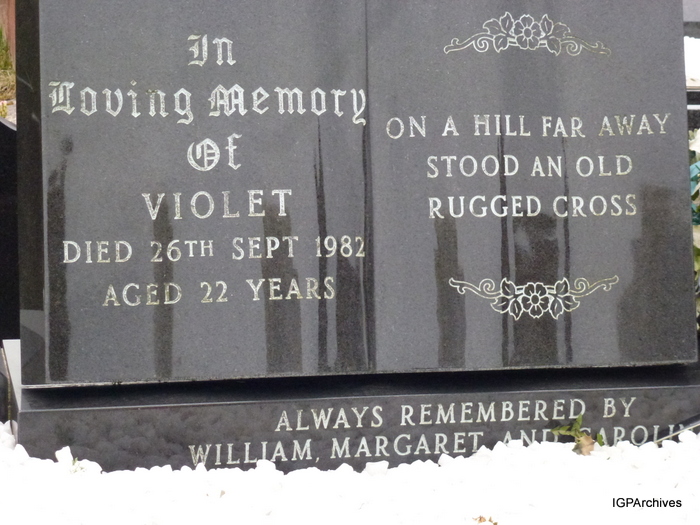 In
Loving Memory
Of
VIOLET
DIED 26TH SEPT 1982
AGED 22 YEARS
ON A HILL FAR AWAY
STOOD AN OLD
RUGGED CROSS
ALWAYS REMEMBERED BY
WILLIAM, MARGARET AND
IGPArchives